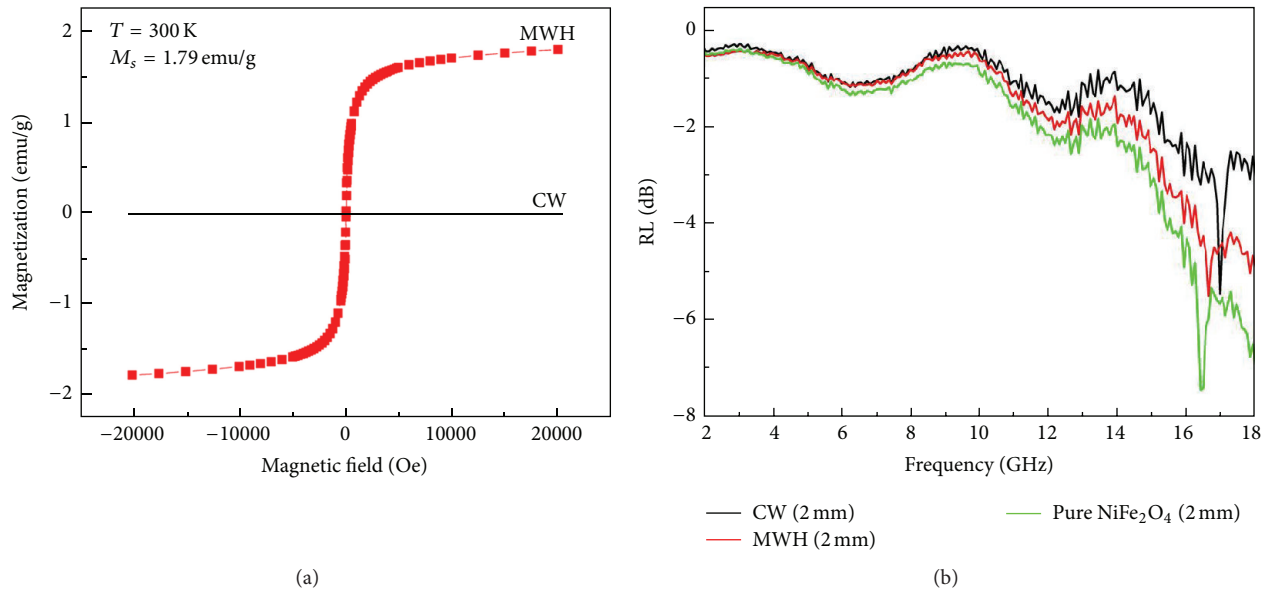 T = 300 K
M_s = 1.79 emu/g
MWH
CW
2
1
0
−1
−2
Magnetization (emu/g)
−20000 −10000 0 10000 20000
Magnetic field (Oe)
(a)
0
−2
−4
−6
−8
RL (dB)
2 4 6 8 10 12 14 16 18
Frequency (GHz)
CW (2 mm)
MWH (2 mm)
Pure NiFe₂O₄ (2 mm)
(b)